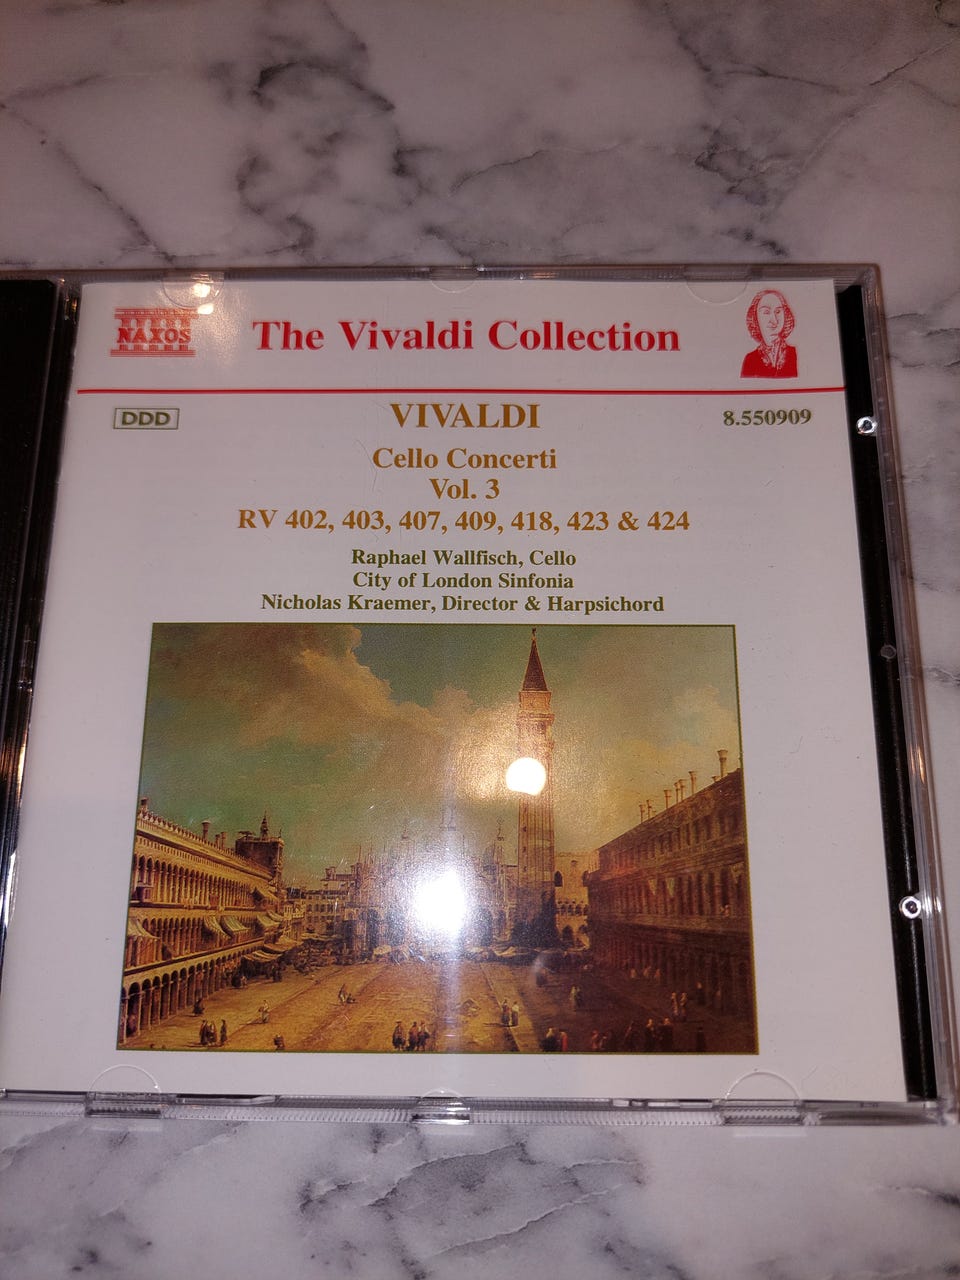 NAXOS
The Vivaldi Collection
DDD
VIVALDI
8.550909
Cello Concerti
Vol. 3
RV 402, 403, 407, 409, 418, 423 & 424
Raphael Wallfisch, Cello
City of London Sinfonia
Nicholas Kraemer, Director & Harpsichord